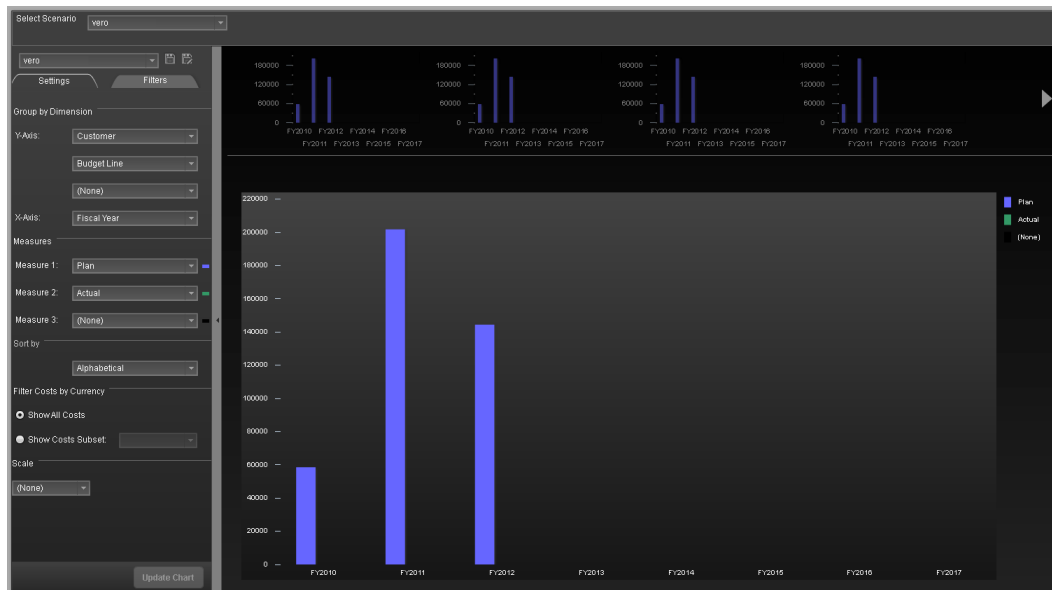 Select Scenario
vero
vero
Settings
Filters
Group by Dimension
Y-Axis:
Customer
Budget Line
(None)
X-Axis:
Fiscal Year
Measures
Measure 1:
Plan
Measure 2:
Actual
Measure 3:
(None)
Sort by
Alphabetical
Filter Costs by Currency
Show All Costs
Show Costs Subset:
Scale
(None)
Update Chart
180000
120000
60000
0
FY2010 FY2012 FY2014 FY2016
FY2011 FY2013 FY2015 FY2017
180000
120000
60000
0
FY2010 FY2012 FY2014 FY2016
FY2011 FY2013 FY2015 FY2017
180000
120000
60000
0
FY2010 FY2012 FY2014 FY2016
FY2011 FY2013 FY2015 FY2017
180000
120000
60000
0
FY2010 FY2012 FY2014 FY2016
FY2011 FY2013 FY2015 FY2017
220000
200000
180000
160000
140000
120000
100000
80000
60000
40000
20000
0
FY2010 FY2011 FY2012 FY2013 FY2014 FY2015 FY2016 FY2017
Plan
Actual
(None)